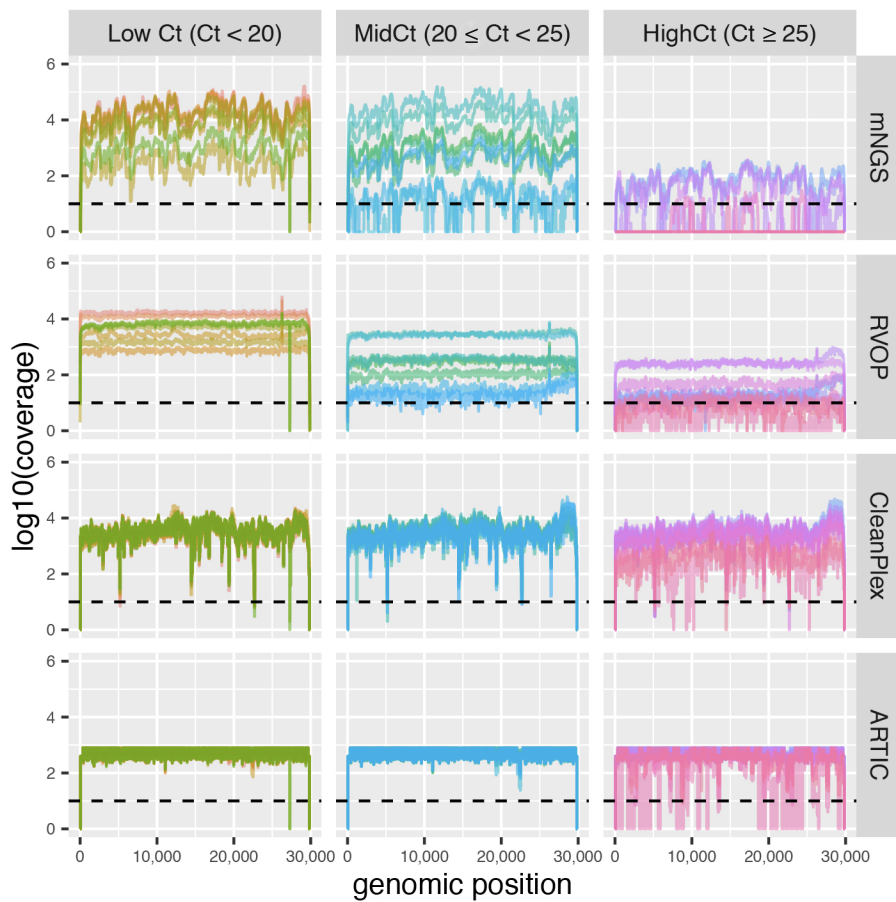 Low Ct (Ct < 20)
MidCt (20 ≤ Ct < 25)
HighCt (Ct ≥ 25)
6
4
2
0
mNGS
6
4
2
0
RVOP
6
4
2
0
CleanPlex
6
4
2
0
ARTIC
log10(coverage)
0 10,000 20,000 30,000 0 10,000 20,000 30,000 0 10,000 20,000 30,000
genomic position